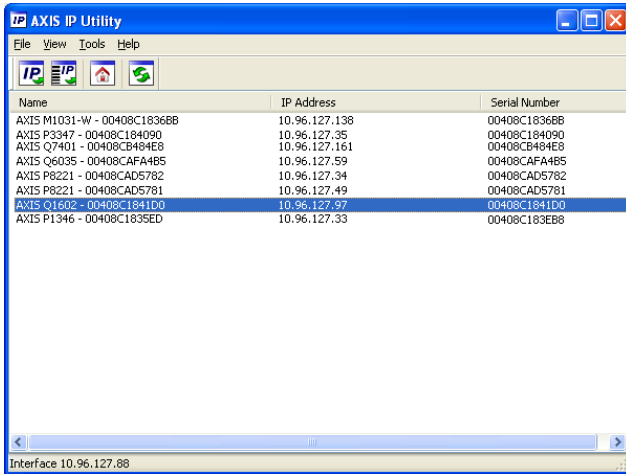 IP AXIS IP Utility
File View Tools Help
IP IP
Name IP Address Serial Number
AXIS M1031-W - 00408C1836BB 10.96.127.138 00408C1836BB
AXIS P3347 - 00408C184090 10.96.127.35 00408C184090
AXIS Q7401 - 00408CB484E8 10.96.127.161 00408CB484E8
AXIS Q6035 - 00408CAFA4B5 10.96.127.59 00408CAFA4B5
AXIS P8221 - 00408CAD5782 10.96.127.34 00408CAD5782
AXIS P8221 - 00408CAD5781 10.96.127.49 00408CAD5781
AXIS Q1602 - 00408C1841D0 10.96.127.97 00408C1841D0
AXIS P1346 - 00408C1835ED 10.96.127.33 00408C183EB8
Interface 10.96.127.88